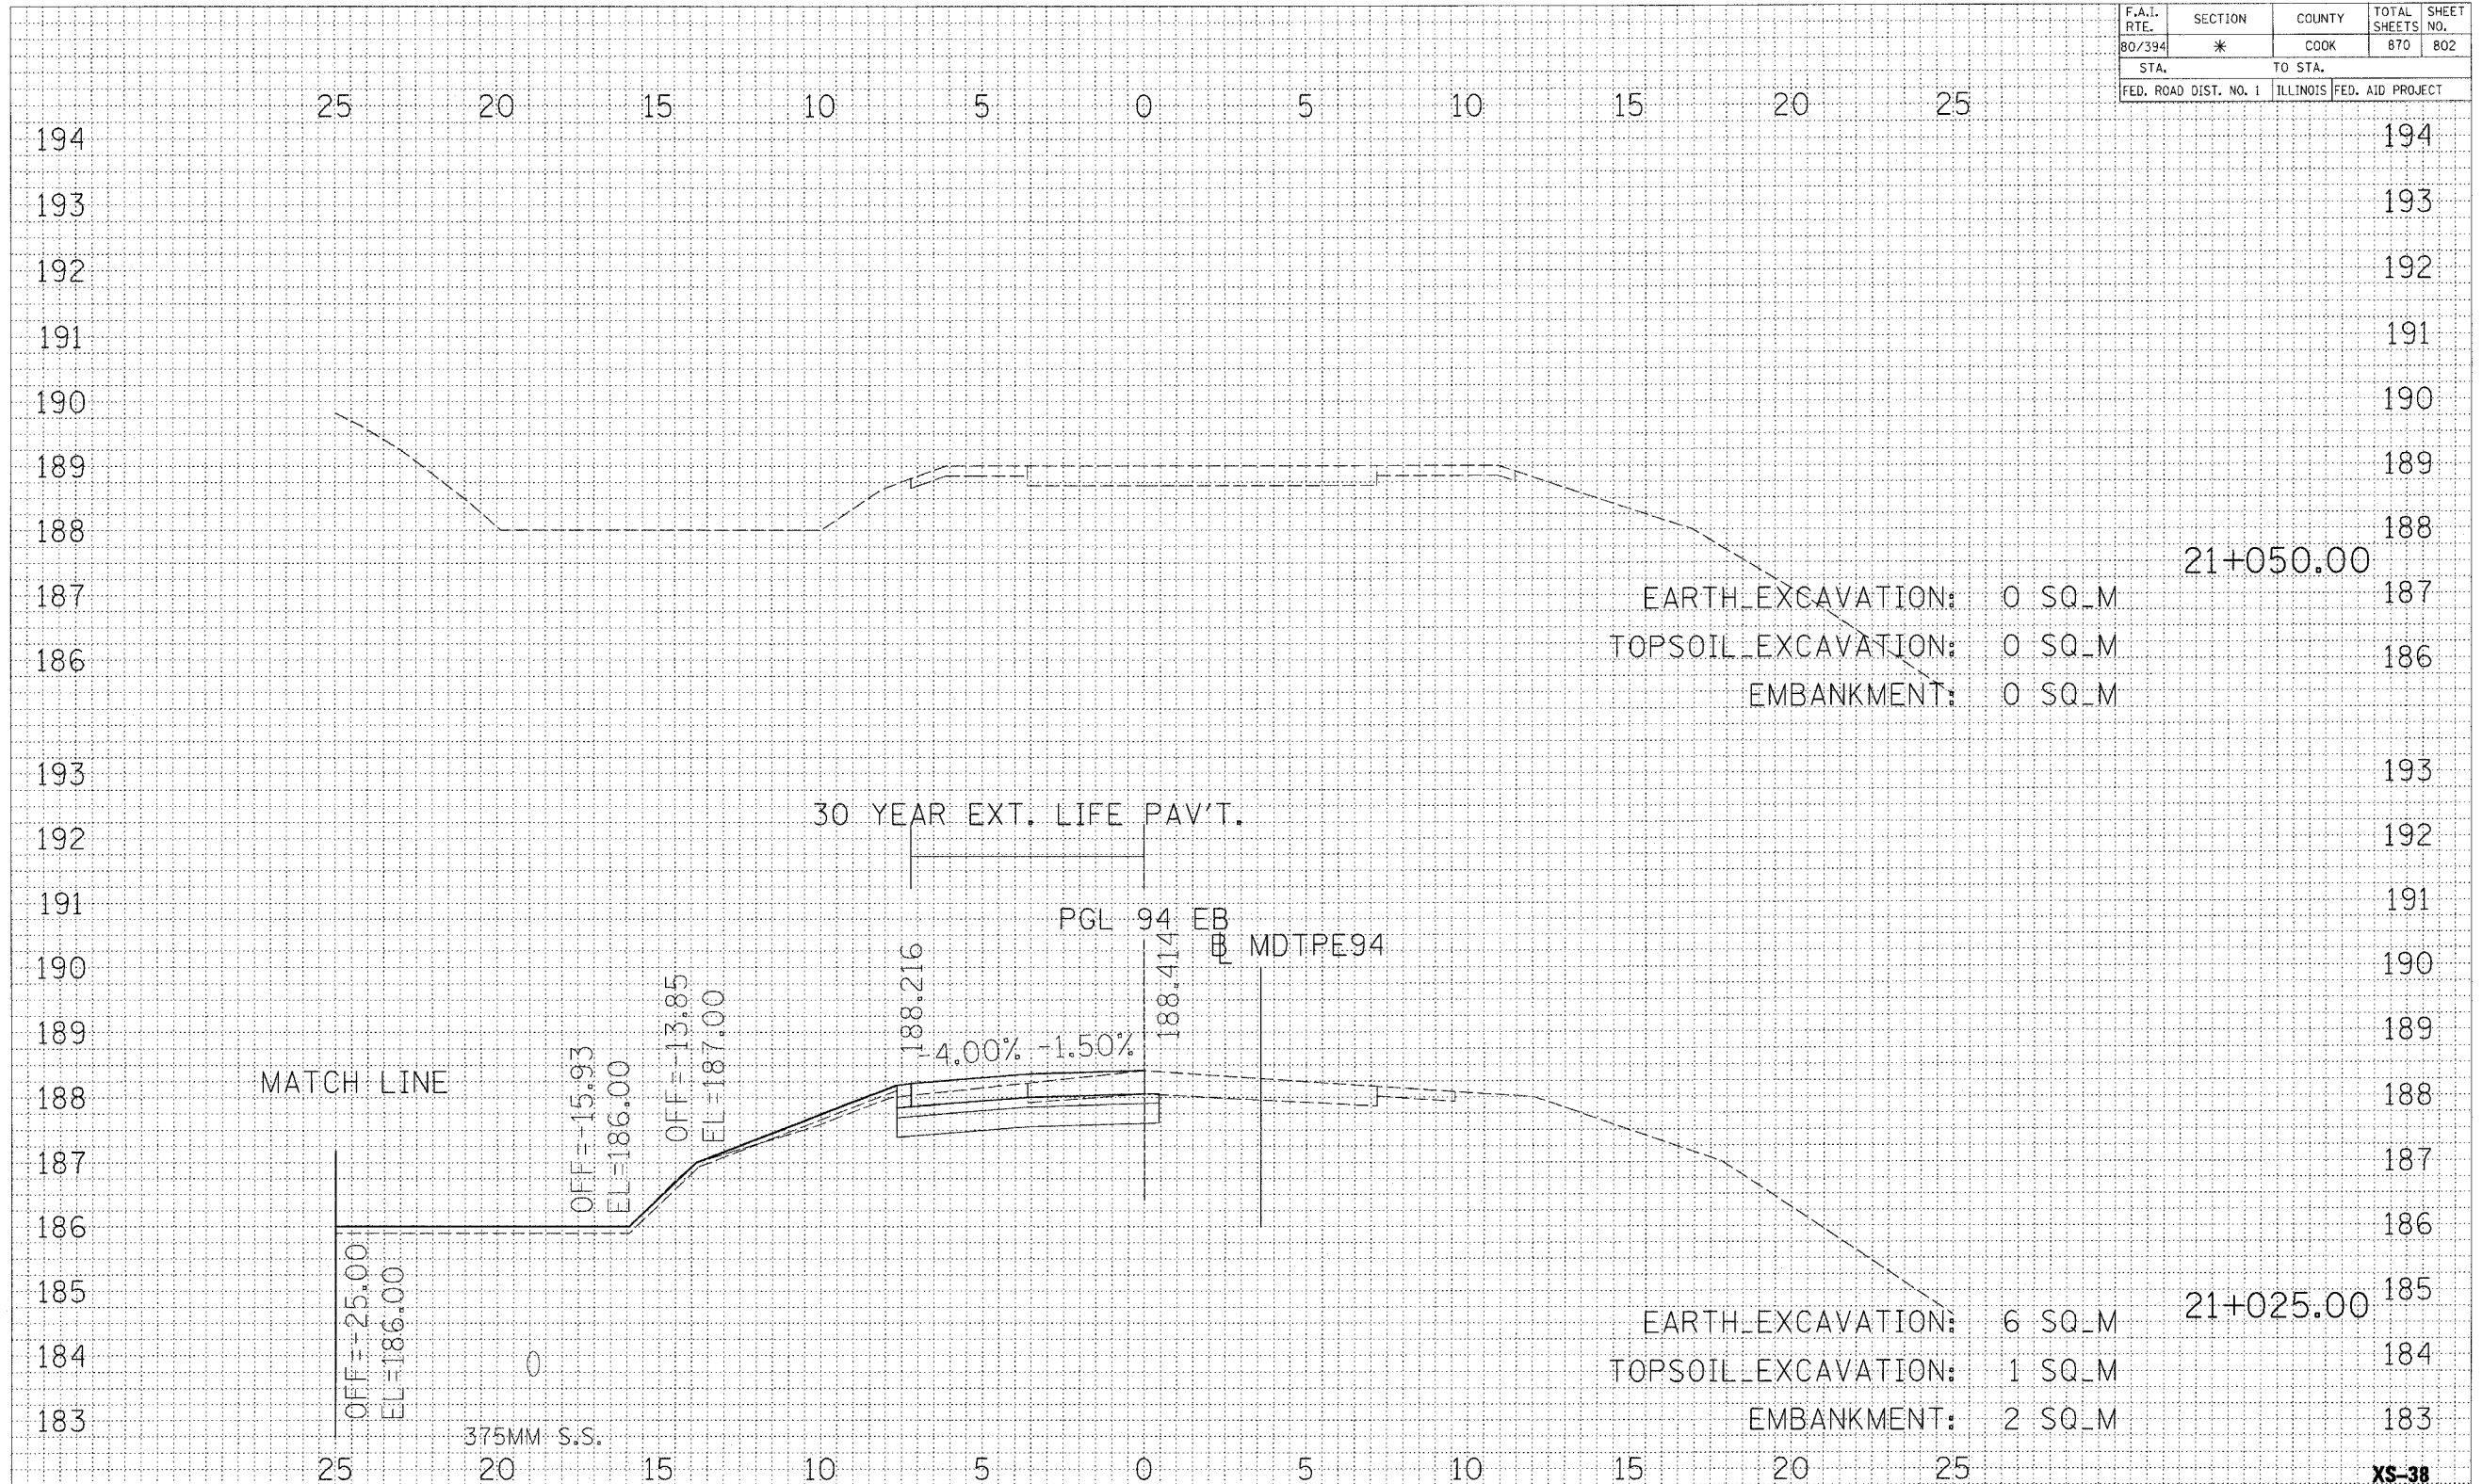 F.A.I. RTE. SECTION COUNTY TOTAL SHEETS SHEET NO.
80/394 * COOK 870 802
STA. TO STA.
FED. ROAD DIST. NO. 1 ILLINOIS FED. AID PROJECT
25 20 15 10 5 0 5 10 15 20 25
194 194
193 193
192 192
191 191
190 190
189 189
188 188
21+050.00
187 187
EARTH_EXCAVATION: 0 SQ_M
TOPSOIL_EXCAVATION: 0 SQ_M
186 186
EMBANKMENT: 0 SQ_M
193 193
30 YEAR EXT. LIFE PAV'T.
192 192
191 191
PGL 94 EB
BL MDTPE94
190 190
188.216
188.414
OFF=-13.85
EL=187.00
189 189
-4.00% -1.50%
OFF=-15.93
EL=186.00
MATCH LINE
188 188
187 187
186 186
OFF=-25.00
EL=186.00
185 185
21+025.00
EARTH_EXCAVATION: 6 SQ_M
184 184
TOPSOIL_EXCAVATION: 1 SQ_M
183 183
EMBANKMENT: 2 SQ_M
375MM S.S.
25 20 15 10 5 0 5 10 15 20 25
XS-38